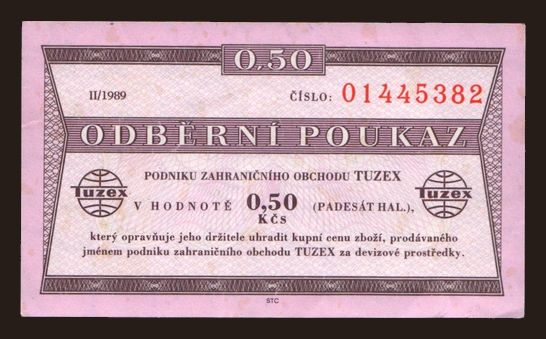 0,50
II/1989
ČÍSLO: 01445382
ODBĚRNÍ POUKAZ
PODNIKU ZAHRANIČNÍHO OBCHODU TUZEX
Tuzex
V HODNOTĚ 0,50 (PADESÁT HAL.),
KČS
Tuzex
který opravňuje jeho držitele uhradit kupní cenu zboží, prodávaného
jménem podniku zahraničního obchodu TUZEX za devizové prostředky.
STC